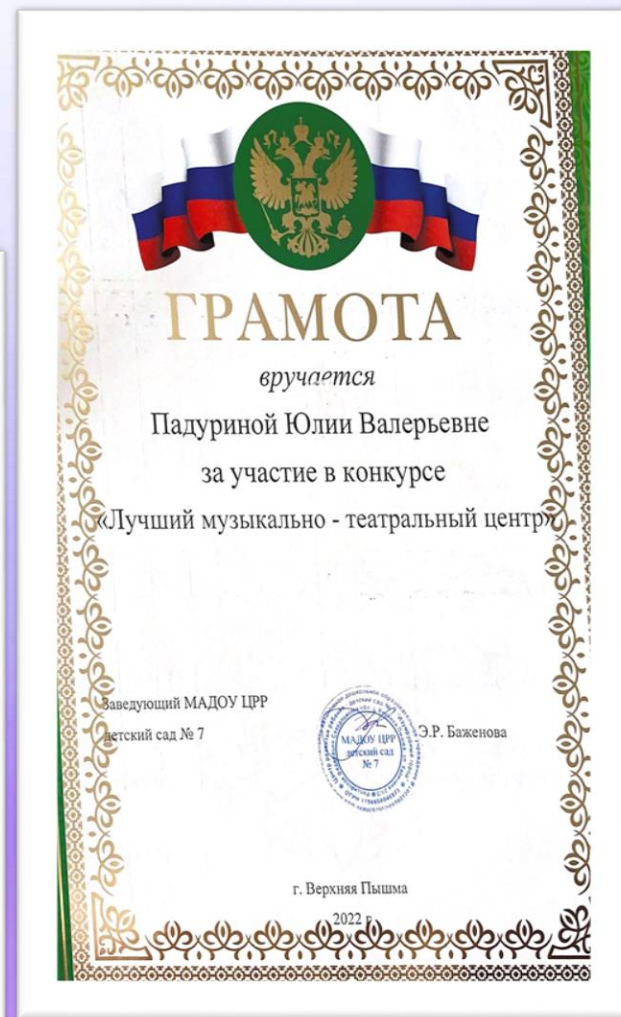 ГРАМОТА
вручается
Падуриной Юлии Валерьевне
за участие в конкурсе
«Лучший музыкально - театральный центр»
Заведующий МАДОУ ЦРР
детский сад № 7
Э.Р. Баженова
МАДОУ ЦРР
детский сад
№ 7
г. Верхняя Пышма
2022 г.